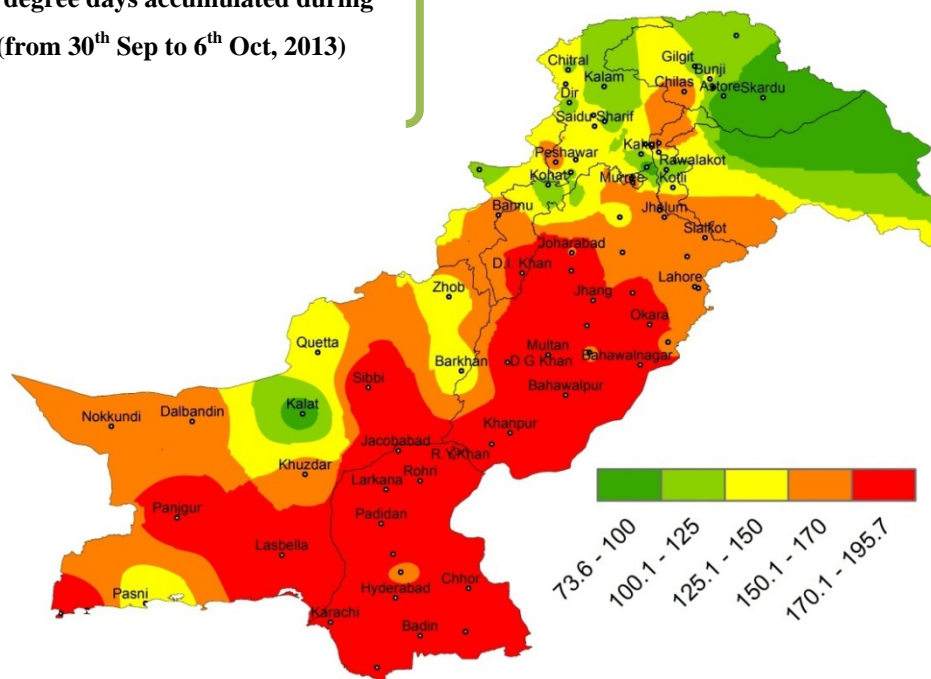 degree days accumulated during
(from 30th Sep to 6th Oct, 2013)
Chitral
Kalam
Gilgit
Bunji
Chilas
Astore
Skardu
Dir
Saidu Sharif
Kakul
Peshawar
Rawalakot
Kohat
Murree
Kotli
Bannu
Jhelum
Sialkot
Joharabad
D.I. Khan
Lahore
Zhob
Jhang
Okara
Quetta
Multan
Barkhan
D G Khan
Bahawalnagar
Sibbi
Bahawalpur
Kalat
Nokkundi
Dalbandin
Khanpur
Jacobabad
R.Y.Khan
Khuzdar
Rohri
Larkana
Panjgur
Padidan
Lasbella
Pasni
Hyderabad
Chhor
Karachi
Badin
73.6 - 100
100.1 - 125
125.1 - 150
150.1 - 170
170.1 - 195.7